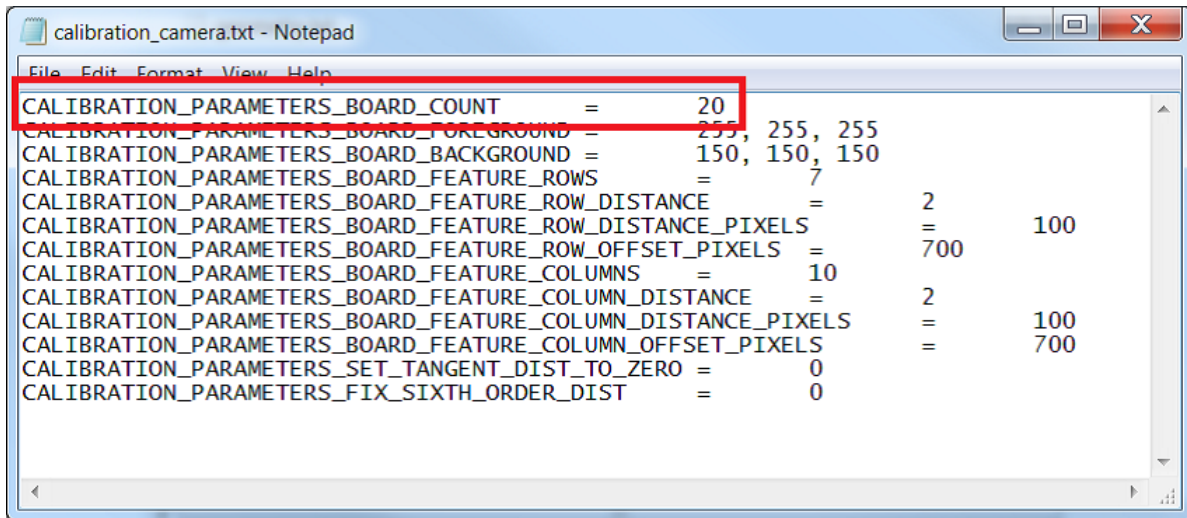 calibration_camera.txt - Notepad
File Edit Format View Help
CALIBRATION_PARAMETERS_BOARD_COUNT = 20
CALIBRATION_PARAMETERS_BOARD_FOREGROUND = 255, 255, 255
CALIBRATION_PARAMETERS_BOARD_BACKGROUND = 150, 150, 150
CALIBRATION_PARAMETERS_BOARD_FEATURE_ROWS = 7
CALIBRATION_PARAMETERS_BOARD_FEATURE_ROW_DISTANCE = 2
CALIBRATION_PARAMETERS_BOARD_FEATURE_ROW_DISTANCE_PIXELS = 100
CALIBRATION_PARAMETERS_BOARD_FEATURE_ROW_OFFSET_PIXELS = 700
CALIBRATION_PARAMETERS_BOARD_FEATURE_COLUMNS = 10
CALIBRATION_PARAMETERS_BOARD_FEATURE_COLUMN_DISTANCE = 2
CALIBRATION_PARAMETERS_BOARD_FEATURE_COLUMN_DISTANCE_PIXELS = 100
CALIBRATION_PARAMETERS_BOARD_FEATURE_COLUMN_OFFSET_PIXELS = 700
CALIBRATION_PARAMETERS_SET_TANGENT_DIST_TO_ZERO = 0
CALIBRATION_PARAMETERS_FIX_SIXTH_ORDER_DIST = 0